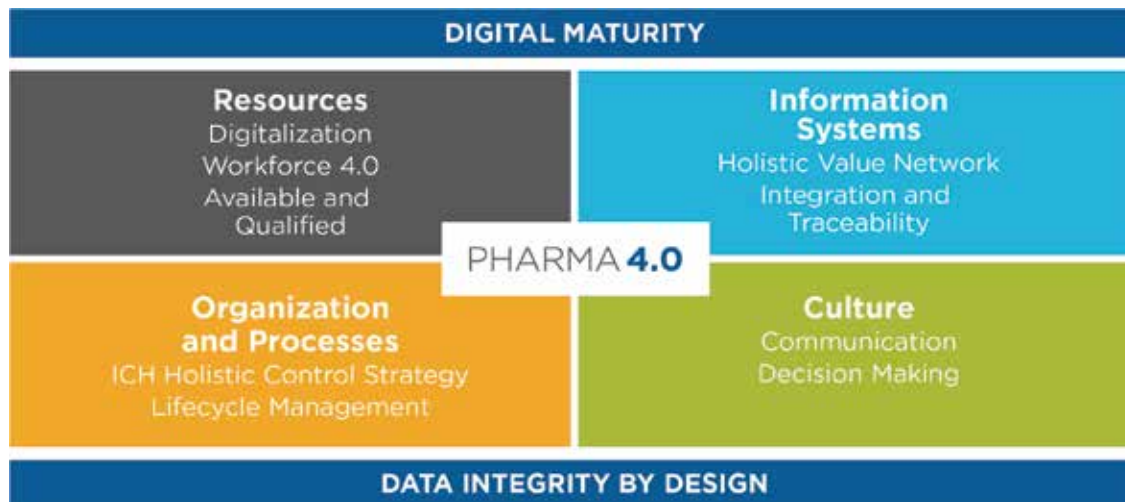 DIGITAL MATURITY
Resources
Digitalization
Workforce 4.0
Available and
Qualified
Information
Systems
Holistic Value Network
Integration and
Traceability
PHARMA 4.0
Organization
and Processes
ICH Holistic Control Strategy
Lifecycle Management
Culture
Communication
Decision Making
DATA INTEGRITY BY DESIGN